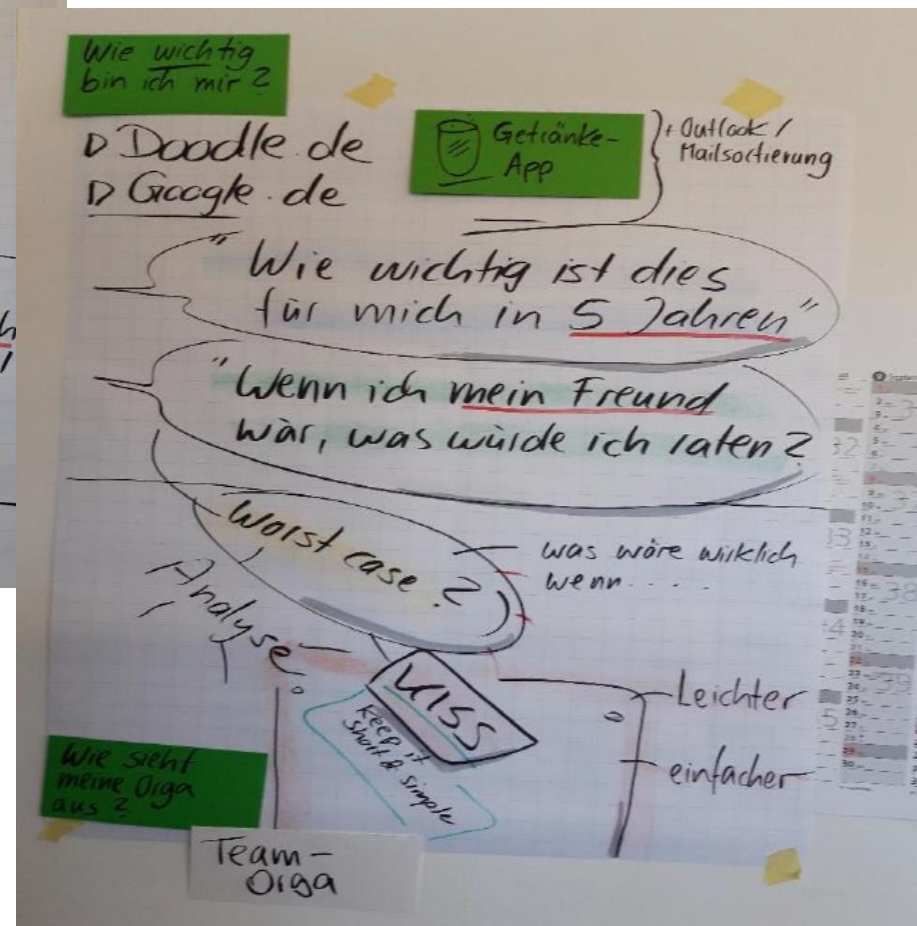 Wie wichtig
bin ich mir?
▷ Doodle.de
▷ Google.de
Getränke-
App
+ Outlook /
Mailsortierung
"Wie wichtig ist dies
für mich in 5 Jahren"
"Wenn ich mein Freund
wär, was würde ich raten?
Worst case?
was wäre wirklich
wenn....
Analyse.
KISS
Keep it
short & simple
Leichter
einfacher
Wie sieht
meine Orga
aus?
Team-
Orga